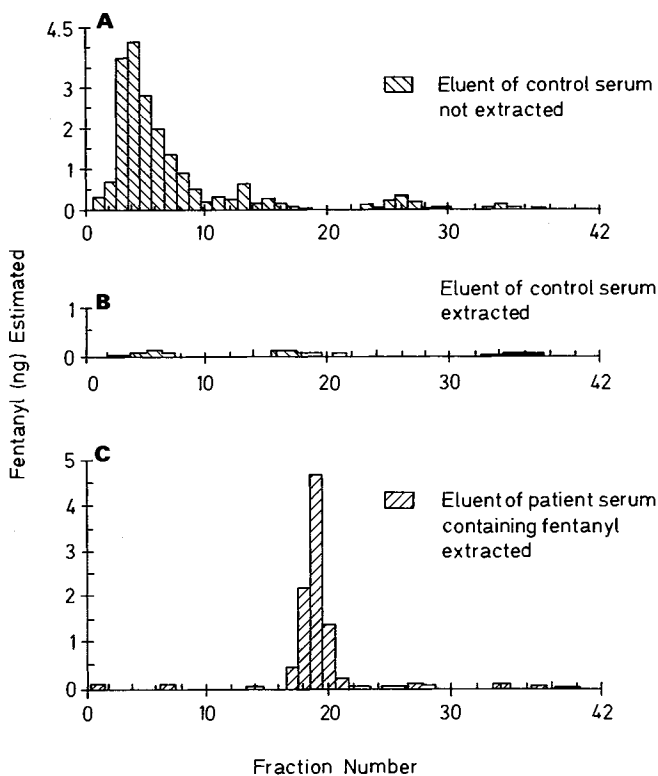 A
4.5
3
2
1
0
0 10 20 30 42
Eluent of control serum
not extracted
Fentanyl (ng) Estimated
B
1
0
0 10 20 30 42
Eluent of control serum
extracted
C
5
4
3
2
1
0
0 10 20 30 42
Eluent of patient serum
containing fentanyl
extracted
Fraction Number